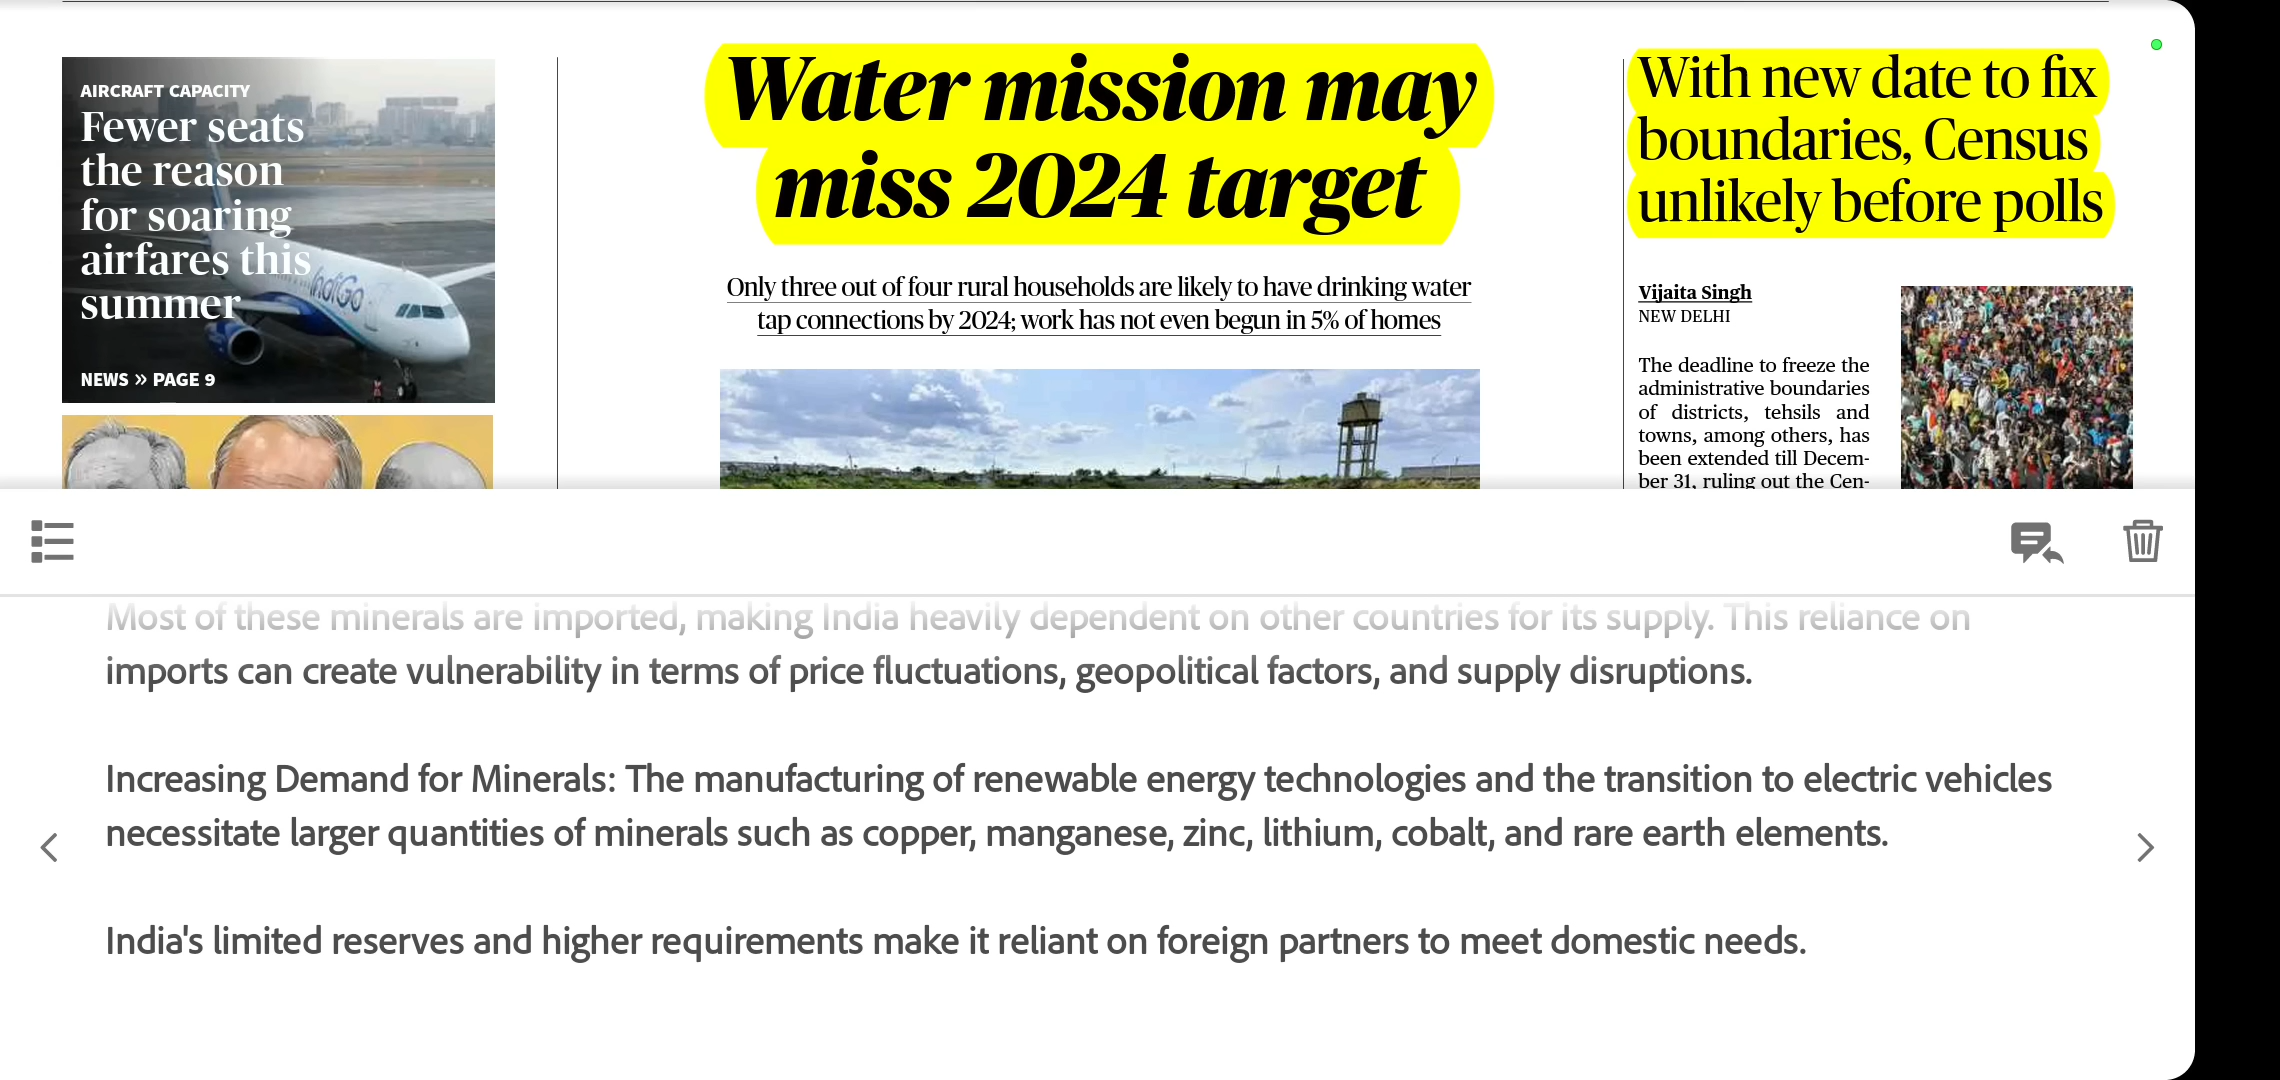 AIRCRAFT CAPACITY
Fewer seats
the reason
for soaring
airfares this
summer
IndiGo
NEWS » PAGE 9
Water mission may
miss 2024 target
Only three out of four rural households are likely to have drinking water
tap connections by 2024; work has not even begun in 5% of homes
With new date to fix
boundaries, Census
unlikely before polls
Vijaita Singh
NEW DELHI
The deadline to freeze the
administrative boundaries
of districts, tehsils and
towns, among others, has
been extended till Decem-
ber 31, ruling out the Cen-
Most of these minerals are imported, making India heavily dependent on other countries for its supply. This reliance on
imports can create vulnerability in terms of price fluctuations, geopolitical factors, and supply disruptions.
Increasing Demand for Minerals: The manufacturing of renewable energy technologies and the transition to electric vehicles
necessitate larger quantities of minerals such as copper, manganese, zinc, lithium, cobalt, and rare earth elements.
India's limited reserves and higher requirements make it reliant on foreign partners to meet domestic needs.